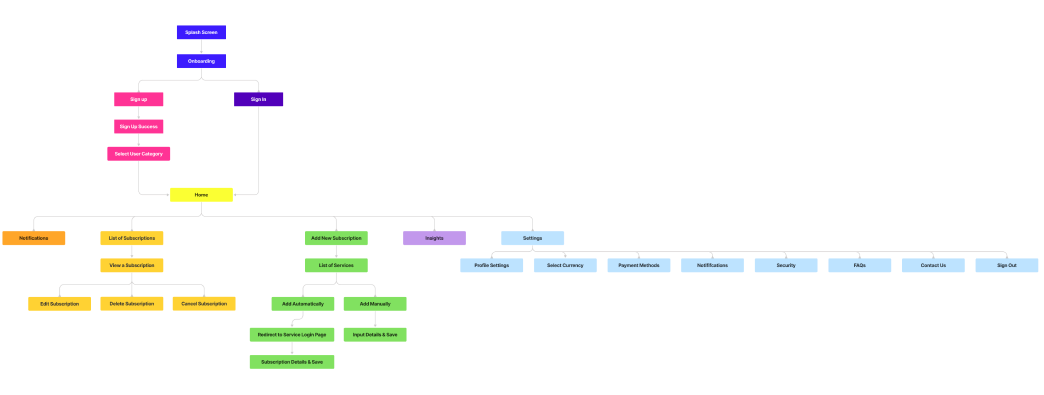 Splash Screen
Onboarding
Sign up
Sign In
Sign Up Success
Select User Category
Home
Notifications
List of Subscriptions
Add New Subscription
Insights
Settings
View a Subscription
List of Services
Profile Settings
Select Currency
Payment Methods
Notifications
Security
FAQs
Contact Us
Sign Out
Edit Subscription
Delete Subscription
Cancel Subscription
Add Automatically
Add Manually
Redirect to Service Login Page
Input Details & Save
Subscription Details & Save